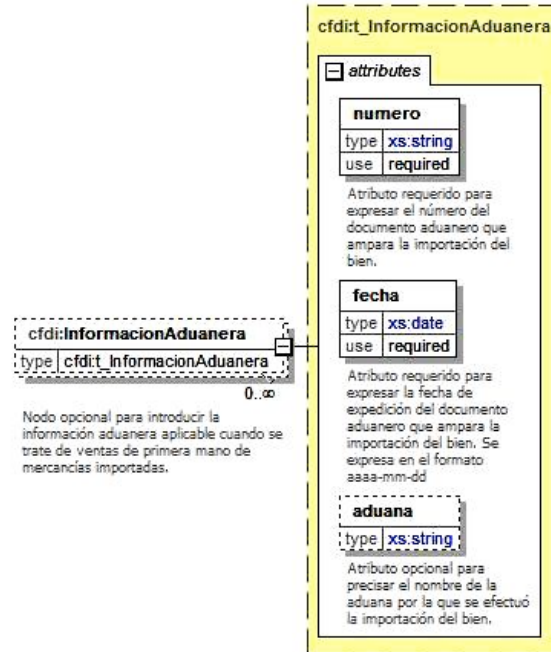 cfdi:t_InformacionAduanera
attributes
numero
type xs:string
use required
Atributo requerido para
expresar el número del
documento aduanero que
ampara la importación del
bien.
fecha
type xs:date
use required
Atributo requerido para
expresar la fecha de
expedición del documento
aduanero que ampara la
importación del bien. Se
expresa en el formato
aaaa-mm-dd
aduana
type xs:string
Atributo opcional para
precisar el nombre de la
aduana por la que se efectuó
la importación del bien.
cfdi:InformacionAduanera
type cfdi:t_InformacionAduanera
0..∞
Nodo opcional para introducir la
información aduanera aplicable cuando se
trate de ventas de primera mano de
mercancías importadas.